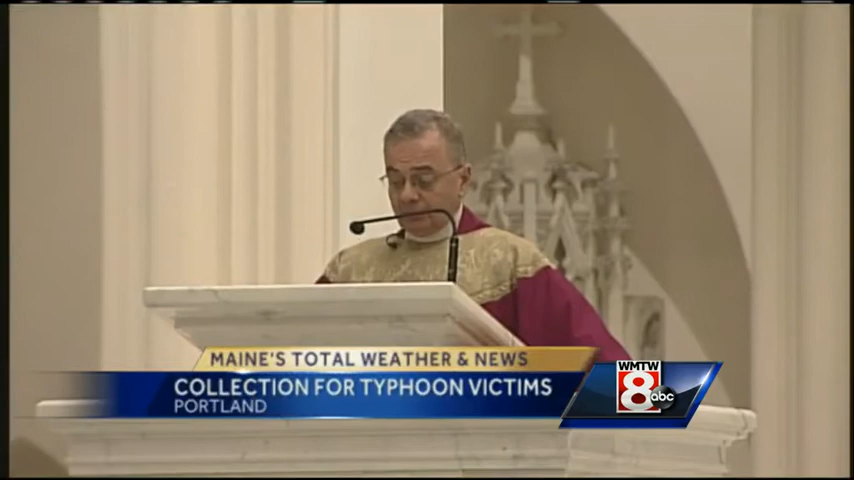 MAINE'S TOTAL WEATHER & NEWS
COLLECTION FOR TYPHOON VICTIMS
PORTLAND
WMTW
8 abc